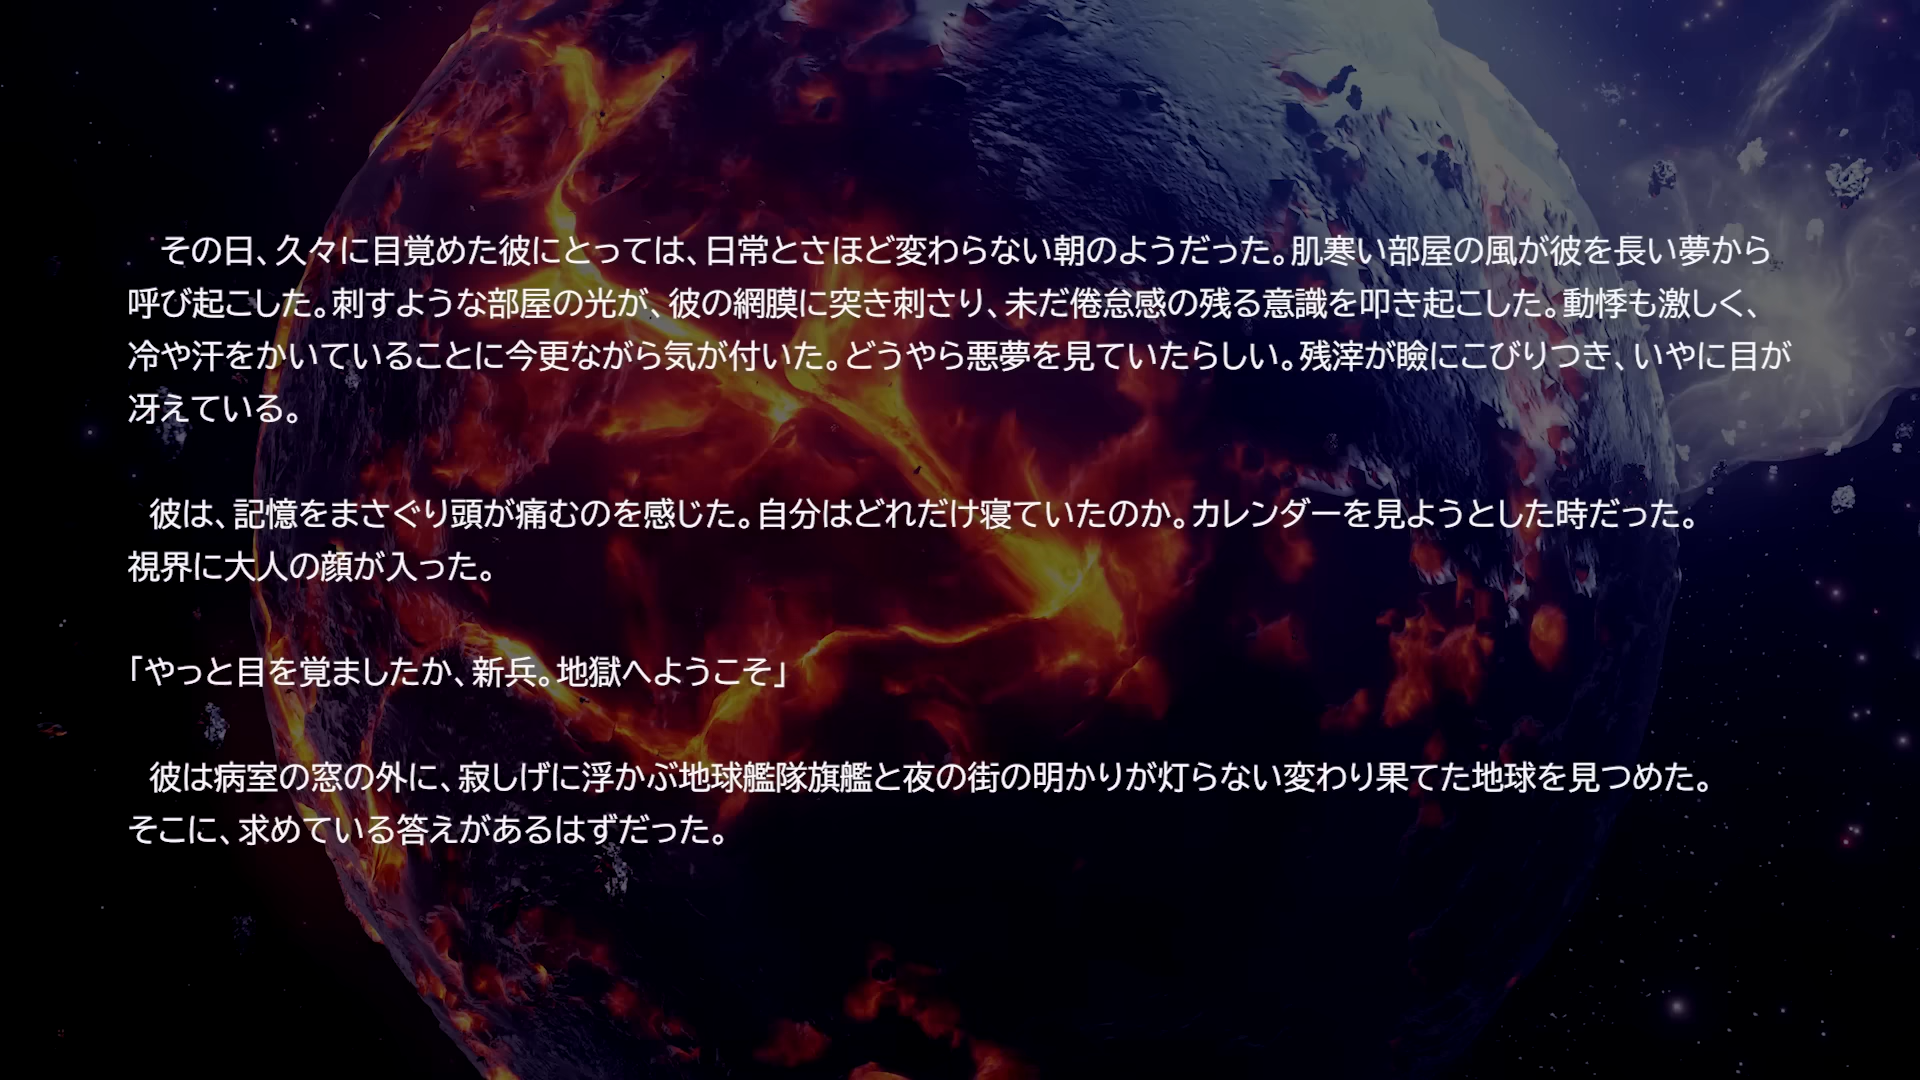 その日、久々に目覚めた彼にとっては、日常とさほど変わらない朝のようだった。肌寒い部屋の風が彼を長い夢から
呼び起こした。刺すような部屋の光が、彼の網膜に突き刺さり、未だ倦怠感の残る意識を叩き起こした。動悸も激しく、
冷や汗をかいていることに今更ながら気が付いた。どうやら悪夢を見ていたらしい。残滓が瞼にこびりつき、いやに目が
冴えている。
彼は、記憶をまさぐり頭が痛むのを感じた。自分はどれだけ寝ていたのか。カレンダーを見ようとした時だった。
視界に大人の顔が入った。
「やっと目を覚ましたか、新兵。地獄へようこそ」
彼は病室の窓の外に、寂しげに浮かぶ地球艦隊旗艦と夜の街の明かりが灯らない変わり果てた地球を見つめた。
そこに、求めている答えがあるはずだった。